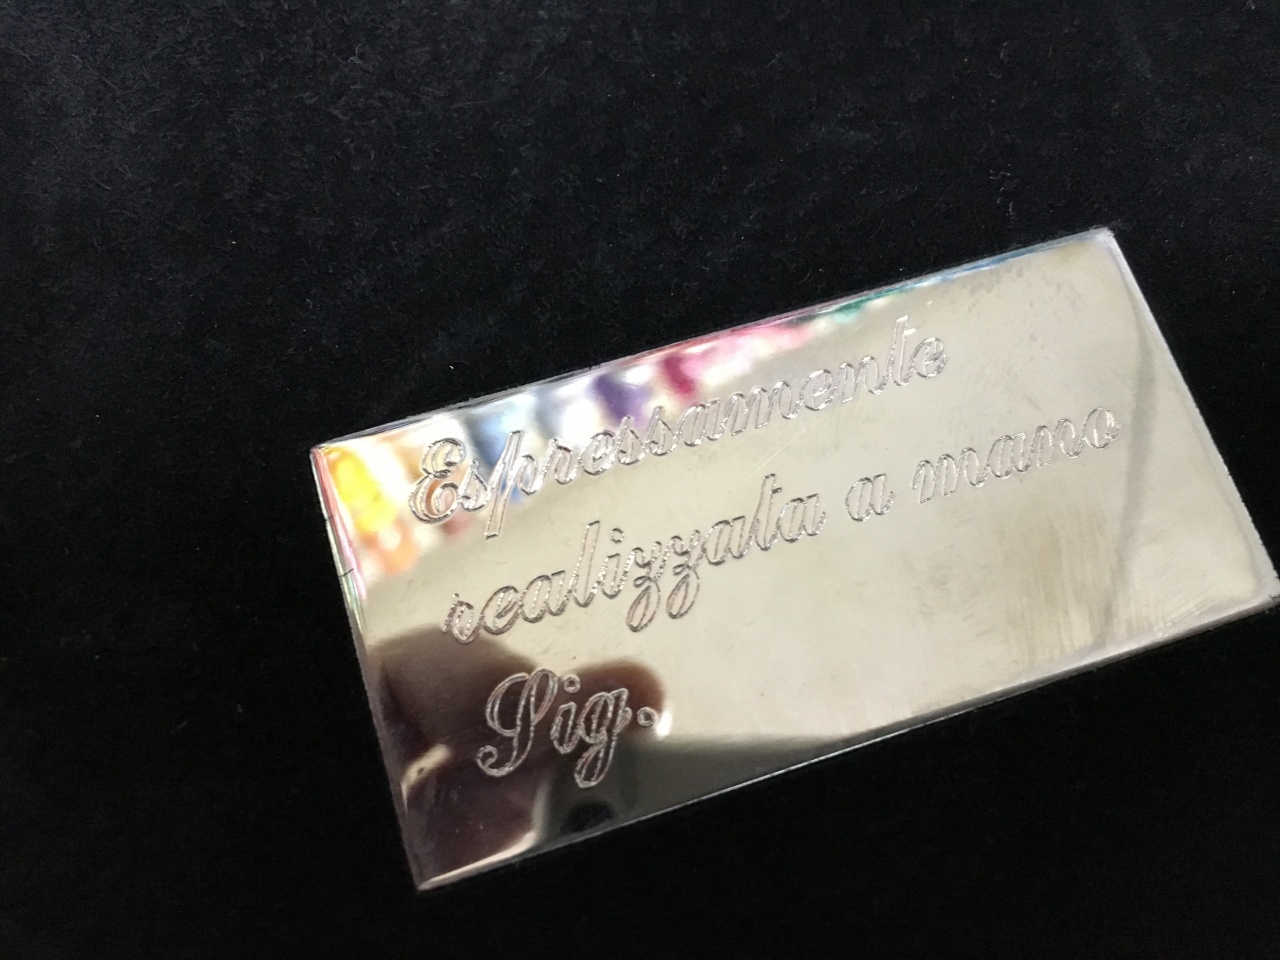 Espressamente
realizzata a mano
Sig.